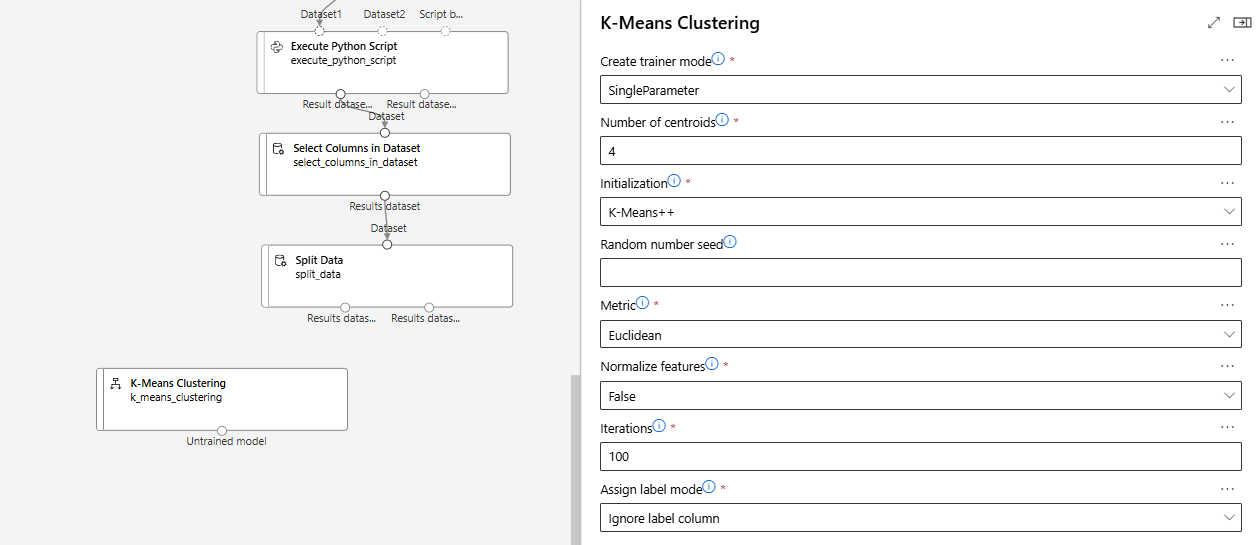 Dataset1 Dataset2 Script b...
Execute Python Script
execute_python_script
Result datase... Result datase...
Dataset
Select Columns in Dataset
select_columns_in_dataset
Results dataset
Dataset
Split Data
split_data
Results datas... Results datas...
K-Means Clustering
k_means_clustering
Untrained model
K-Means Clustering
Create trainer mode *
SingleParameter
Number of centroids *
4
Initialization *
K-Means++
Random number seed
Metric *
Euclidean
Normalize features *
False
Iterations *
100
Assign label mode *
Ignore label column